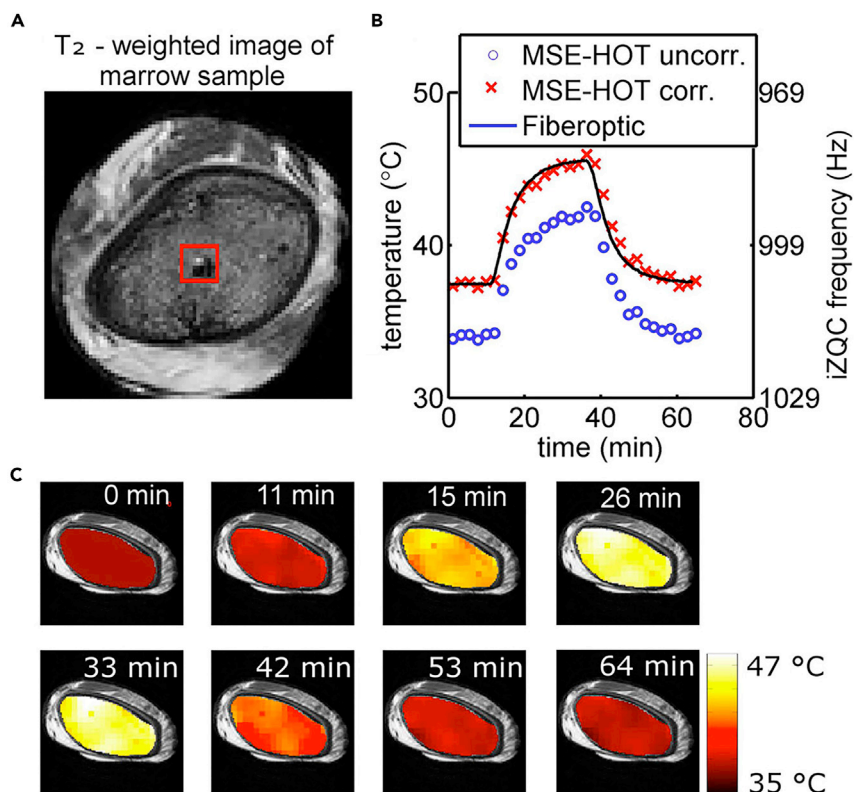 A
T2 - weighted image of
marrow sample
B
MSE-HOT uncorr.
MSE-HOT corr.
Fiberoptic
50
40
30
temperature (°C)
969
999
1029
iZQC frequency (Hz)
0 20 40 60 80
time (min)
C
0 min
11 min
15 min
26 min
33 min
42 min
53 min
64 min
47 °C
35 °C